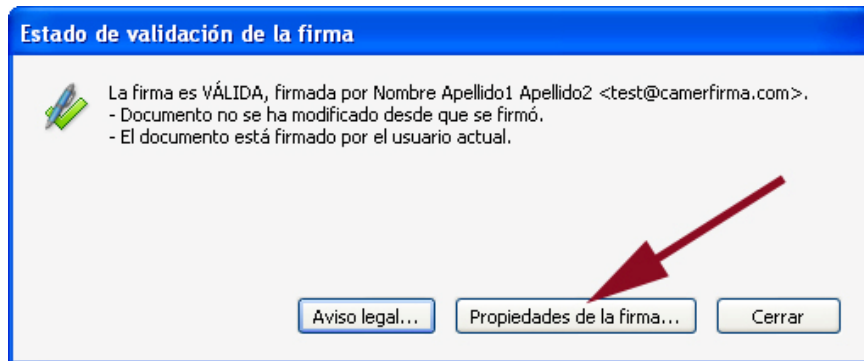 Estado de validación de la firma
La firma es VÁLIDA, firmada por Nombre Apellido1 Apellido2 <test@camerfirma.com>.
- Documento no se ha modificado desde que se firmó.
- El documento está firmado por el usuario actual.
Aviso legal... Propiedades de la firma... Cerrar